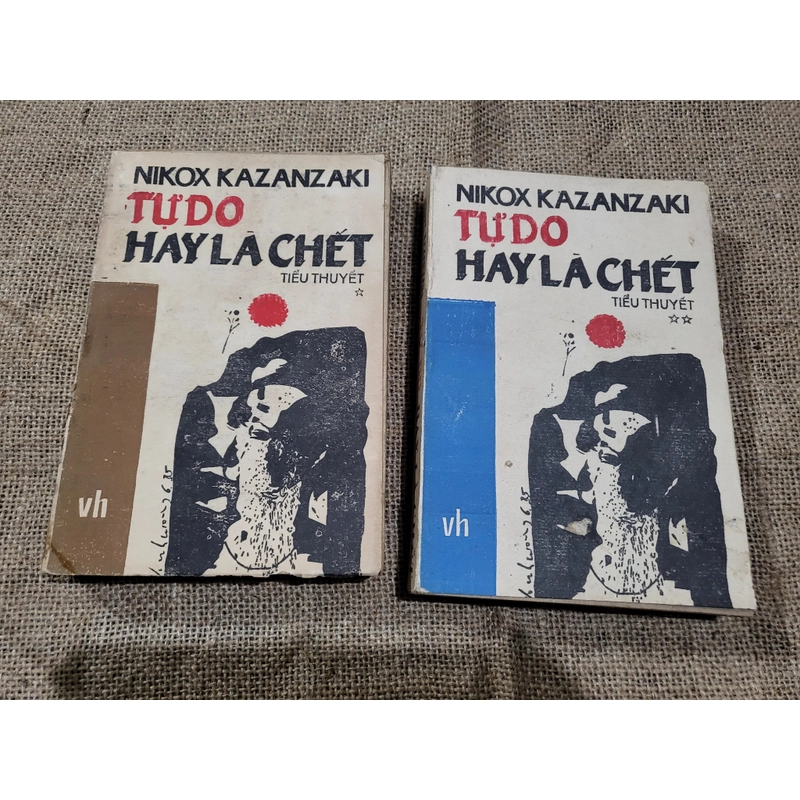 NIKOX KAZANZAKI
TỰ DO
HAY LÀ CHẾT
TIỂU THUYẾT
vh
NIKOX KAZANZAKI
TỰ DO
HAY LÀ CHẾT
TIỂU THUYẾT
vh